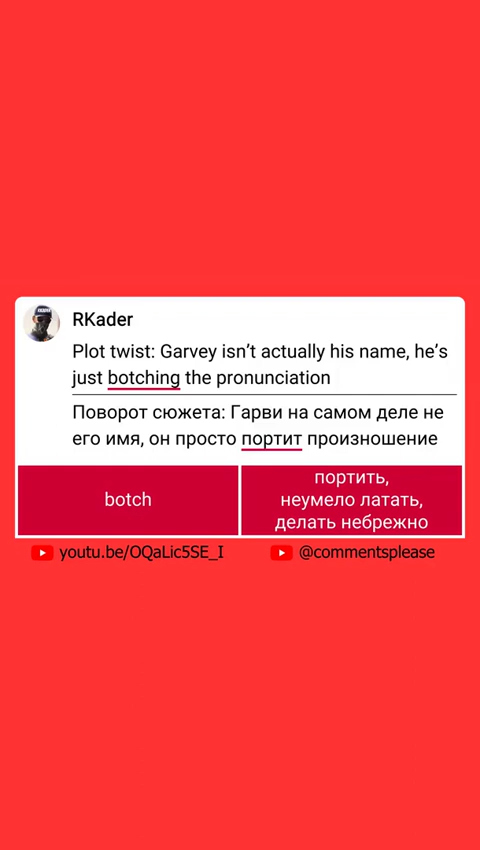 RKader
Plot twist: Garvey isn’t actually his name, he’s
just botching the pronunciation
Поворот сюжета: Гарви на самом деле не
его имя, он просто портит произношение
botch
портить,
неумело латать,
делать небрежно
youtu.be/OQaLic5SE_I
@commentsplease